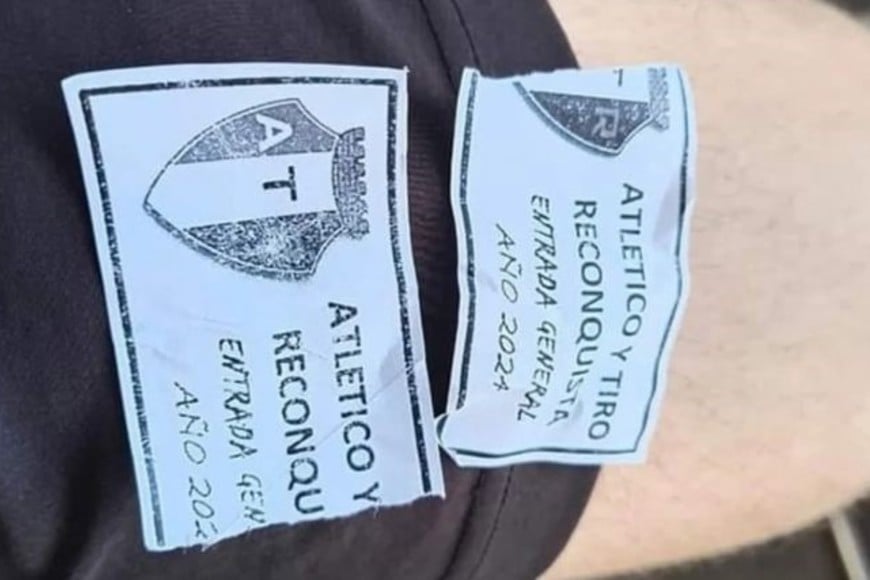 A T
ATLETICO Y
RECONQU
ENTRADA GEN
AÑO 202
T R
ATLETICO Y TIRO
RECONQUISTA
ENTRADA GENERAL
AÑO 2024